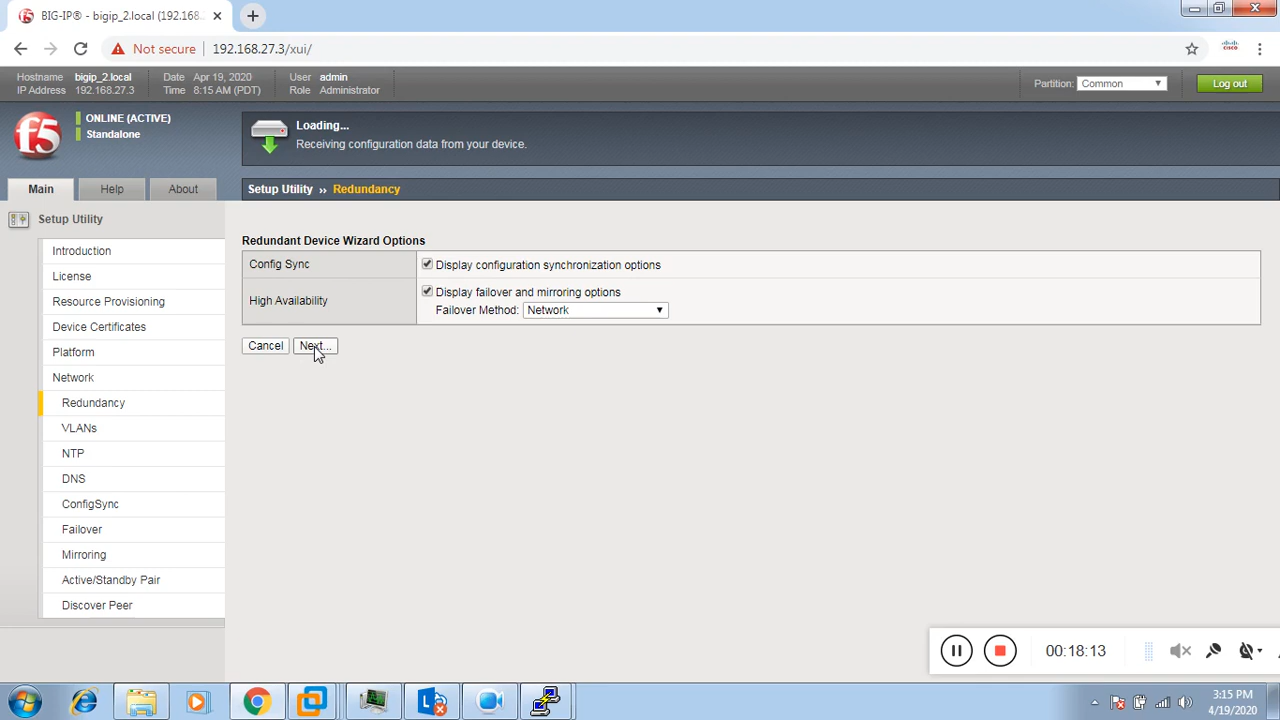 BIG-IP® - bigip_2.local (192.168.
Not secure 192.168.27.3/xui/
cisco
Hostname bigip_2.local Date Apr 19, 2020 User admin
IP Address 192.168.27.3 Time 8:15 AM (PDT) Role Administrator
Partition: Common Log out
f5 ONLINE (ACTIVE)
Standalone
Loading...
Receiving configuration data from your device.
Main Help About
Setup Utility ›› Redundancy
Setup Utility
Introduction
License
Resource Provisioning
Device Certificates
Platform
Network
Redundancy
VLANs
NTP
DNS
ConfigSync
Failover
Mirroring
Active/Standby Pair
Discover Peer
Redundant Device Wizard Options
Config Sync Display configuration synchronization options
High Availability Display failover and mirroring options
Failover Method: Network
Cancel Next...
00:18:13
3:15 PM
4/19/2020